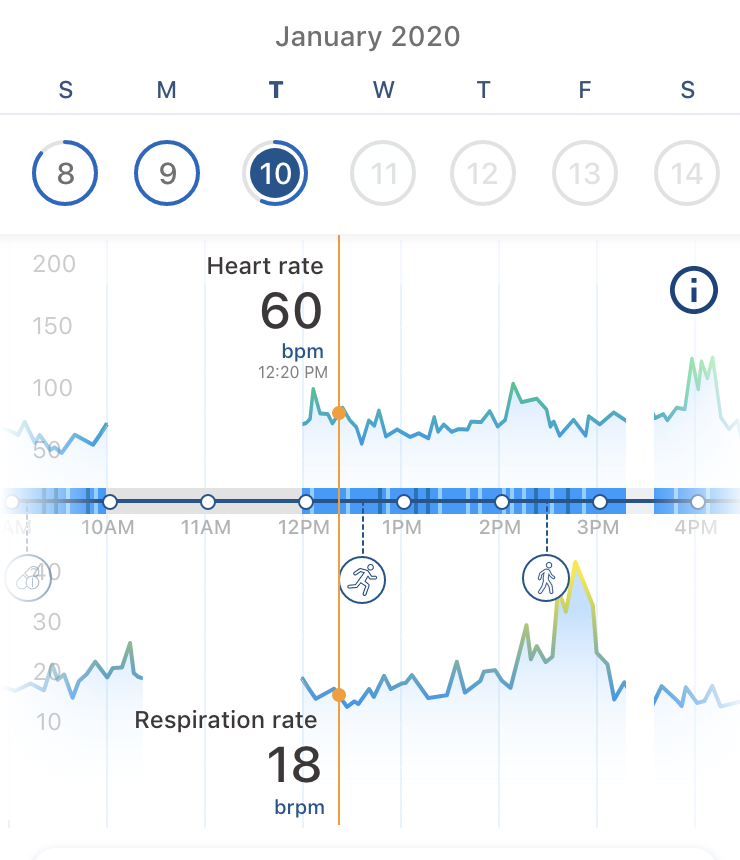 January 2020
S M T W T F S
8 9 10 11 12 13 14
200
Heart rate
150
60
bpm
12:20 PM
100
50
AM 10AM 11AM 12PM 1PM 2PM 3PM 4PM
40
30
20
10
Respiration rate
18
brpm